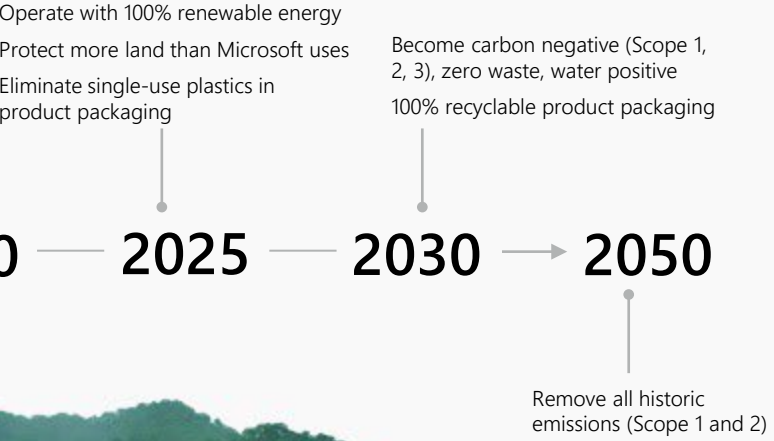 Operate with 100% renewable energy
Protect more land than Microsoft uses
Eliminate single-use plastics in
product packaging
Become carbon negative (Scope 1,
2, 3), zero waste, water positive
100% recyclable product packaging
0
2025
2030
2050
Remove all historic
emissions (Scope 1 and 2)